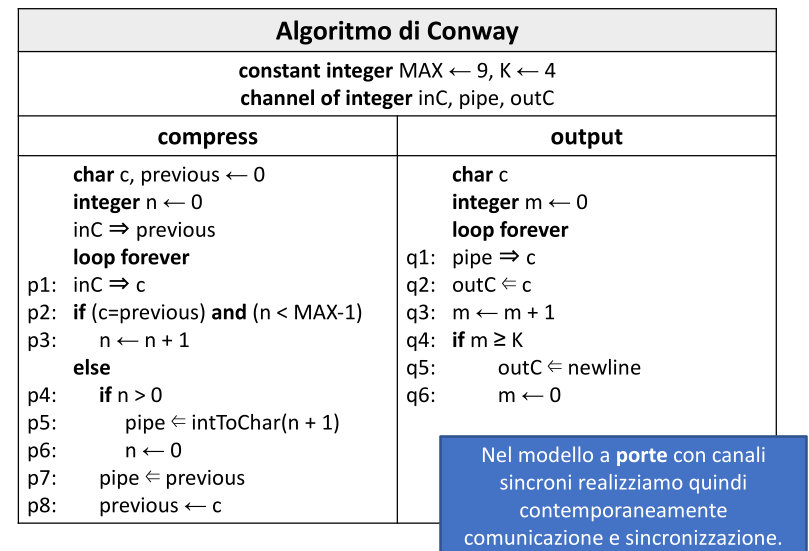 Algoritmo di Conway
constant integer MAX ← 9, K ← 4
channel of integer inC, pipe, outC
compress
char c, previous ← 0
integer n ← 0
inC ⇒ previous
loop forever
p1: inC ⇒ c
p2: if (c=previous) and (n < MAX-1)
p3: n ← n + 1
else
p4: if n > 0
p5: pipe ⇐ intToChar(n + 1)
p6: n ← 0
p7: pipe ⇐ previous
p8: previous ← c
output
char c
integer m ← 0
loop forever
q1: pipe ⇒ c
q2: outC ⇐ c
q3: m ← m + 1
q4: if m ≥ K
q5: outC ⇐ newline
q6: m ← 0
Nel modello a porte con canali
sincroni realizziamo quindi
contemporaneamente
comunicazione e sincronizzazione.